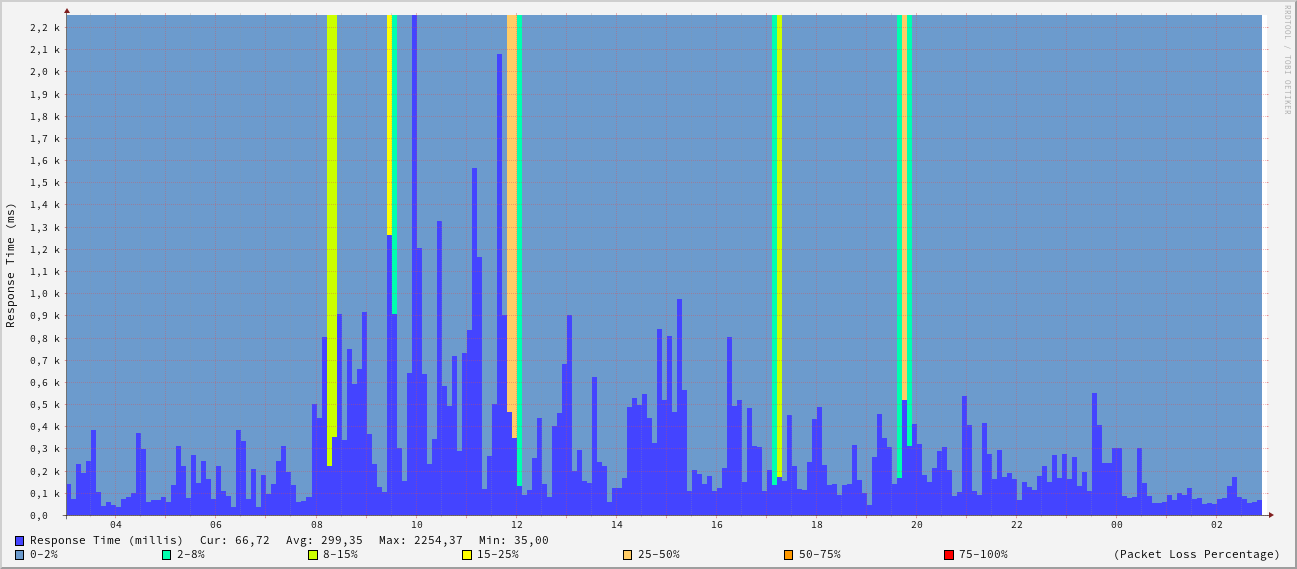 RRDTOOL / TOBI OETIKER
Response Time (ms)
2,2 k
2,1 k
2,0 k
1,9 k
1,8 k
1,7 k
1,6 k
1,5 k
1,4 k
1,3 k
1,2 k
1,1 k
1,0 k
0,9 k
0,8 k
0,7 k
0,6 k
0,5 k
0,4 k
0,3 k
0,2 k
0,1 k
0,0
04 06 08 10 12 14 16 18 20 22 00 02
Response Time (millis) Cur: 66,72 Avg: 299,35 Max: 2254,37 Min: 35,00
0-2% 2-8% 8-15% 15-25% 25-50% 50-75% 75-100% (Packet Loss Percentage)